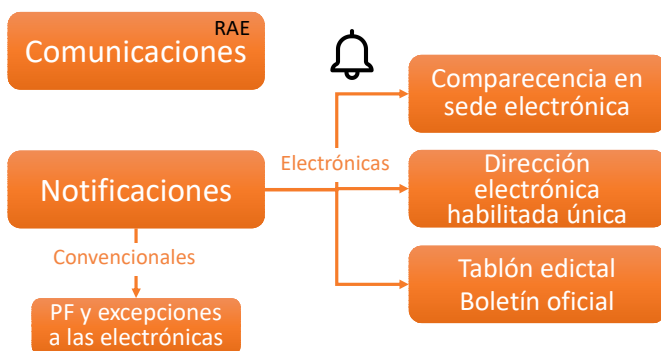 RAE
Comunicaciones
Comparecencia en
sede electrónica
Electrónicas
Notificaciones
Dirección
electrónica
habilitada única
Convencionales
Tablón edictal
Boletín oficial
PF y excepciones
a las electrónicas